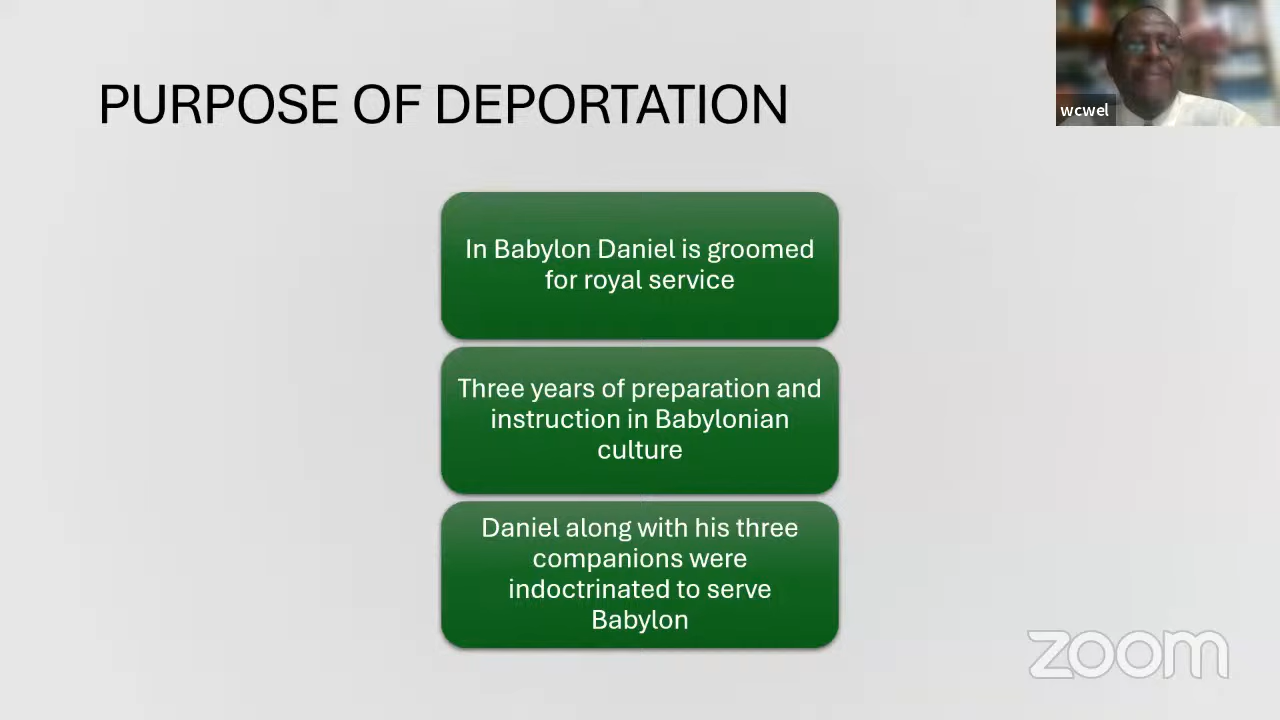 PURPOSE OF DEPORTATION
wcwel
In Babylon Daniel is groomed
for royal service
Three years of preparation and
instruction in Babylonian
culture
Daniel along with his three
companions were
indoctrinated to serve
Babylon
zoom